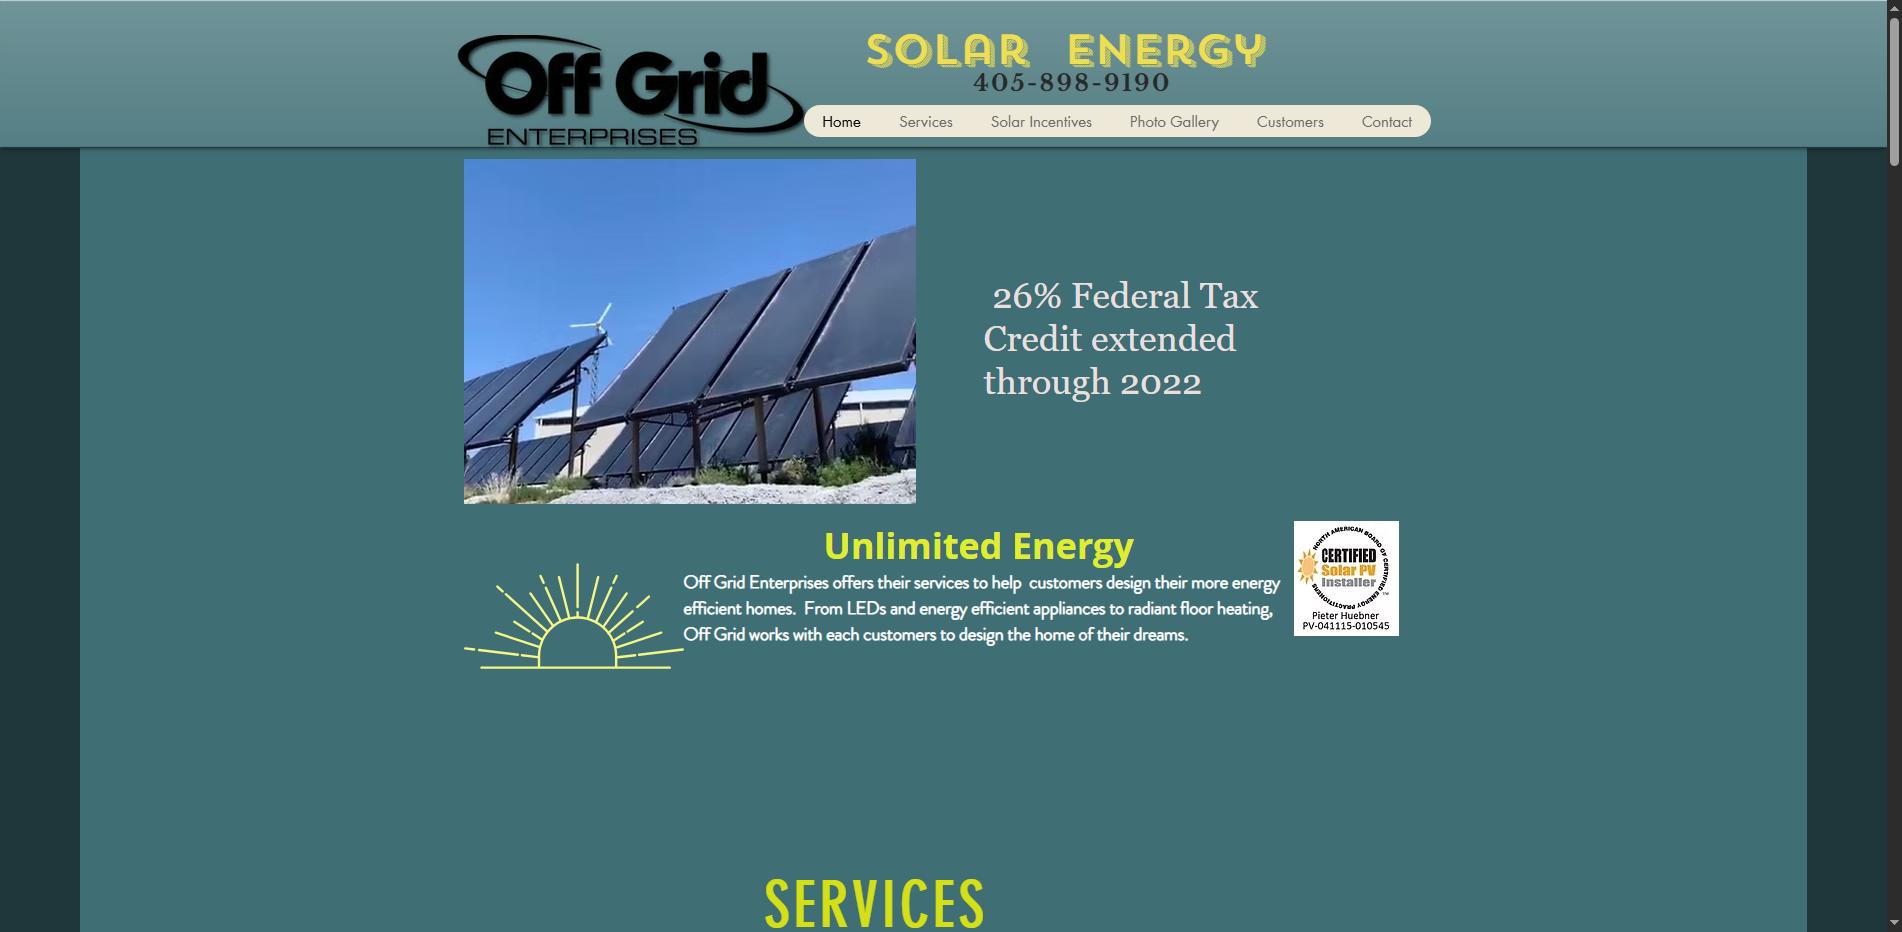 Off Grid
ENTERPRISES
SOLAR ENERGY
405-898-9190
Home Services Solar Incentives Photo Gallery Customers Contact
26% Federal Tax
Credit extended
through 2022
Unlimited Energy
Off Grid Enterprises offers their services to help customers design their more energy
efficient homes. From LEDs and energy efficient appliances to radiant floor heating,
Off Grid works with each customers to design the home of their dreams.
NORTH AMERICAN BOARD OF CERTIFIED ENERGY PRACTITIONERS
CERTIFIED
Solar PV
Installer
TM
Pieter Huebner
PV-041115-010545
SERVICES